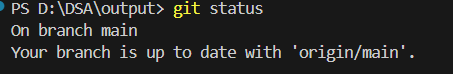 PS D:\DSA\output> git status
On branch main
Your branch is up to date with 'origin/main'.